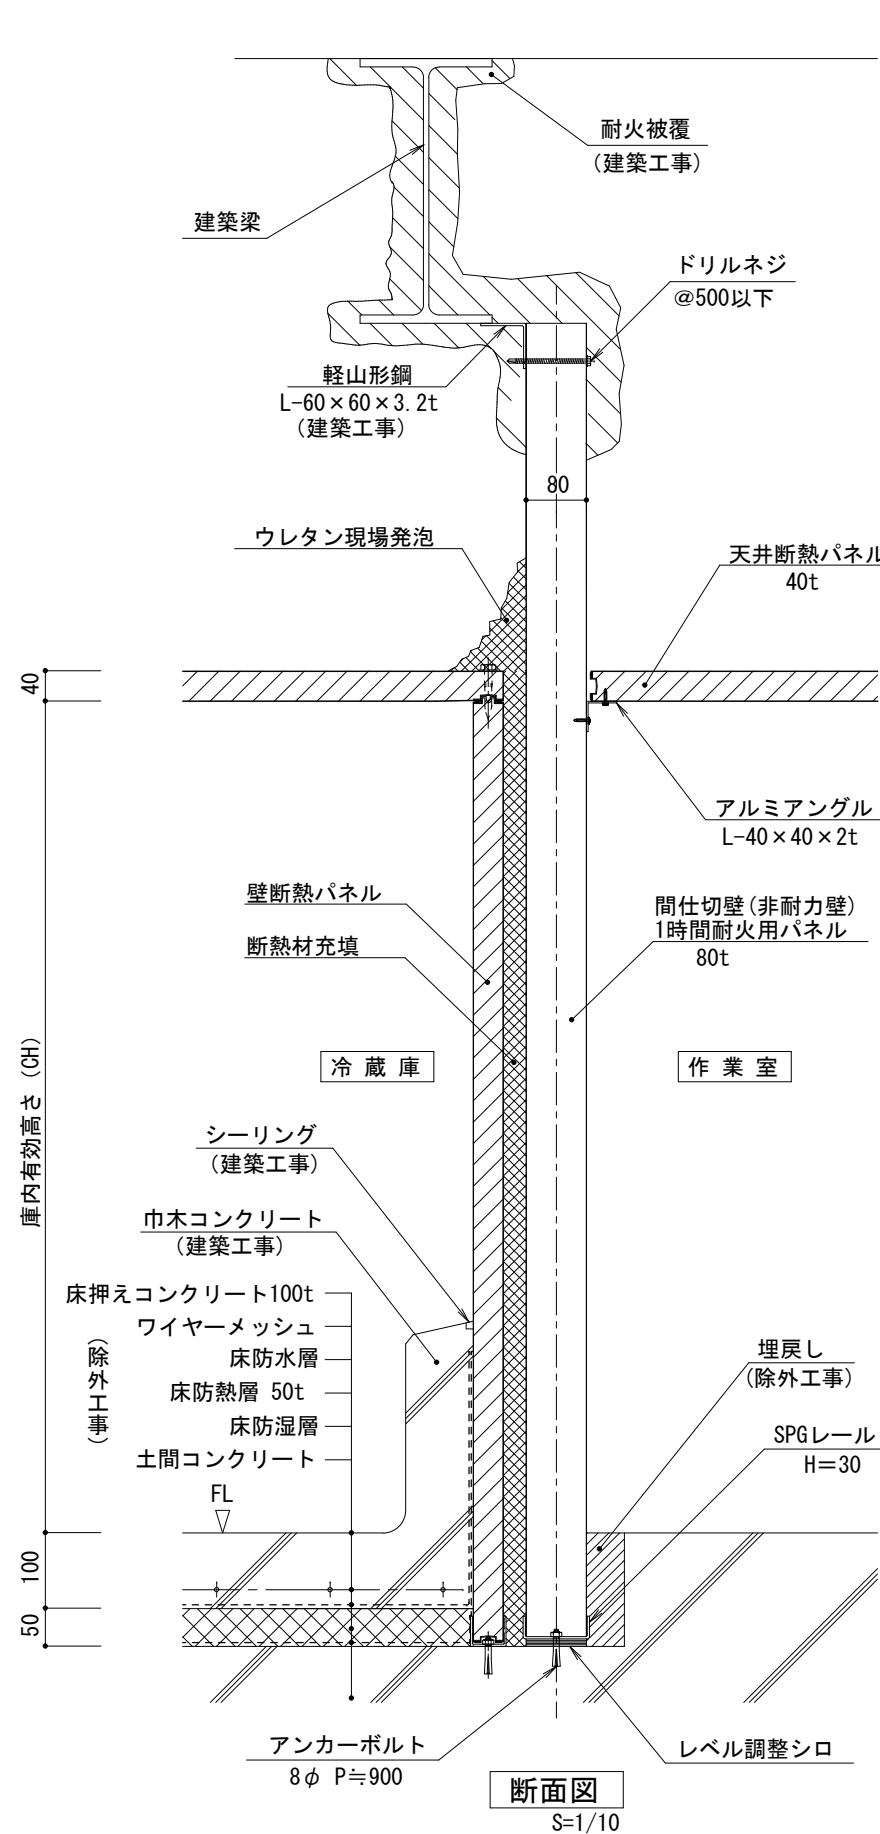 耐火被覆
(建築工事)
建築梁
ドリルネジ
@500以下
軽山形鋼
L-60×60×3.2t
(建築工事)
80
ウレタン現場発泡
天井断熱パネル
40t
40
アルミアングル
L-40×40×2t
壁断熱パネル
断熱材充填
間仕切壁(非耐力壁)
1時間耐火用パネル
80t
冷蔵庫
作業室
庫内有効高さ (CH)
シーリング
(建築工事)
巾木コンクリート
(建築工事)
床押えコンクリート100t
ワイヤーメッシュ
床防水層
床防熱層 50t
床防湿層
土間コンクリート
(除外工事)
FL
埋戻し
(除外工事)
SPGレール
H=30
100
50
アンカーボルト
8φ P≒900
レベル調整シロ
断面図
S=1/10